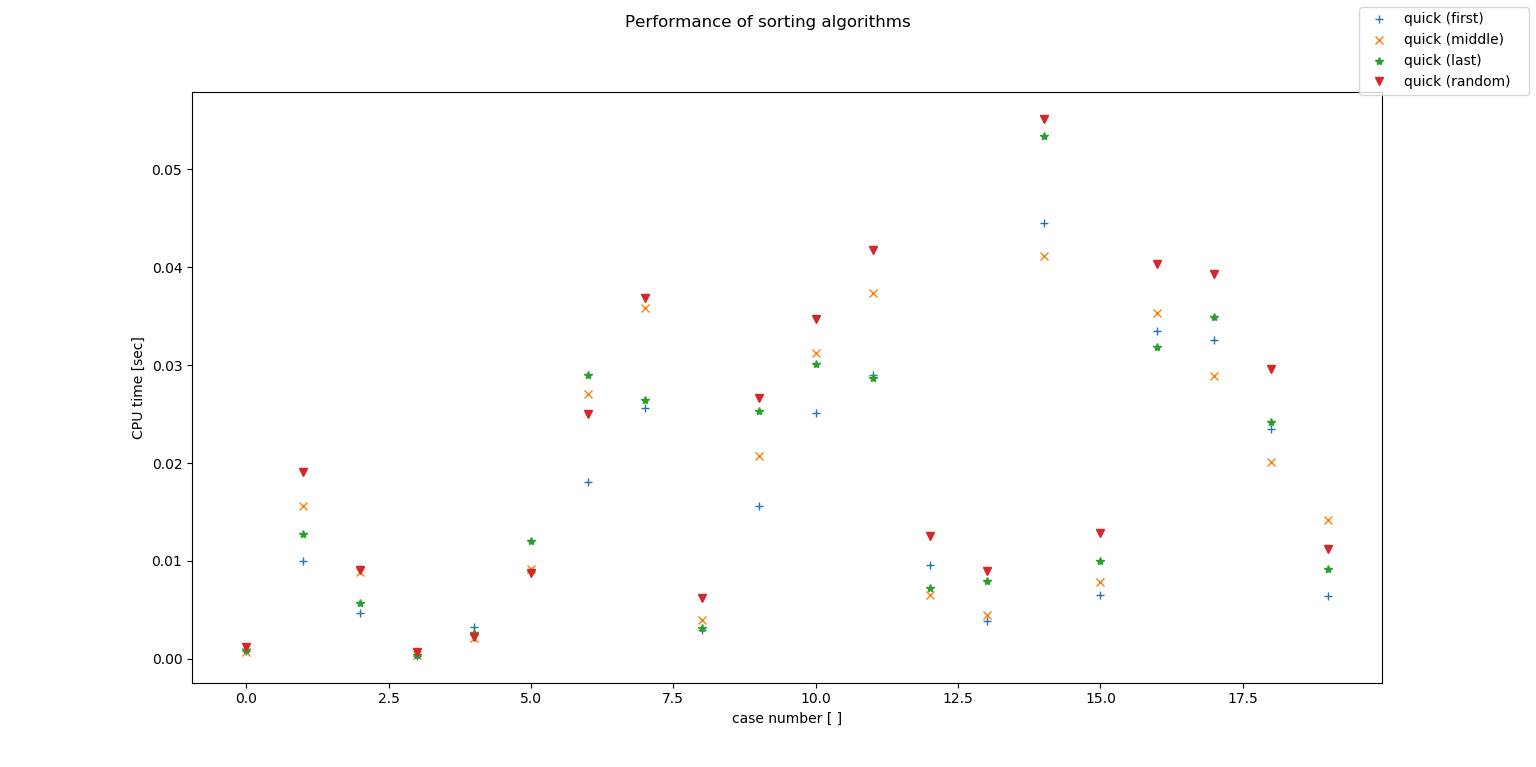 Performance of sorting algorithms
quick (first)
quick (middle)
quick (last)
quick (random)
0.05
0.04
0.03
0.02
0.01
0.00
CPU time [sec]
0.0 2.5 5.0 7.5 10.0 12.5 15.0 17.5
case number [ ]